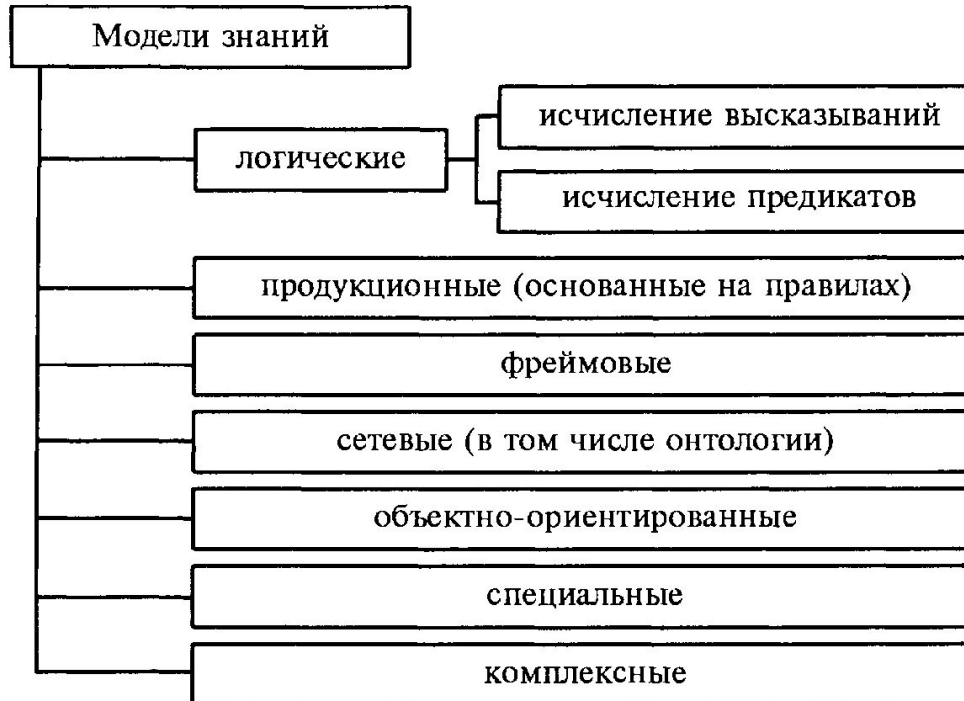 Модели знаний
исчисление высказываний
логические
исчисление предикатов
продукционные (основанные на правилах)
фреймовые
сетевые (в том числе онтологии)
объектно-ориентированные
специальные
комплексные